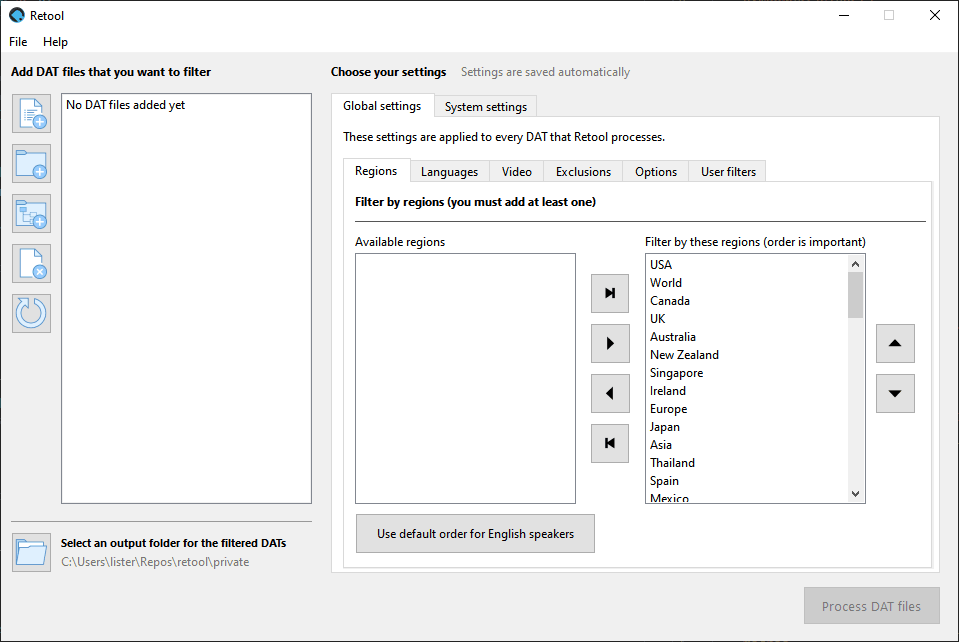 Retool
File Help
Add DAT files that you want to filter
Choose your settings Settings are saved automatically
No DAT files added yet
Global settings System settings
These settings are applied to every DAT that Retool processes.
Regions Languages Video Exclusions Options User filters
Filter by regions (you must add at least one)
Available regions
Filter by these regions (order is important)
USA
World
Canada
UK
Australia
New Zealand
Singapore
Ireland
Europe
Japan
Asia
Thailand
Spain
Mexico
Use default order for English speakers
Select an output folder for the filtered DATs
C:\Users\lister\Repos\retool\private
Process DAT files